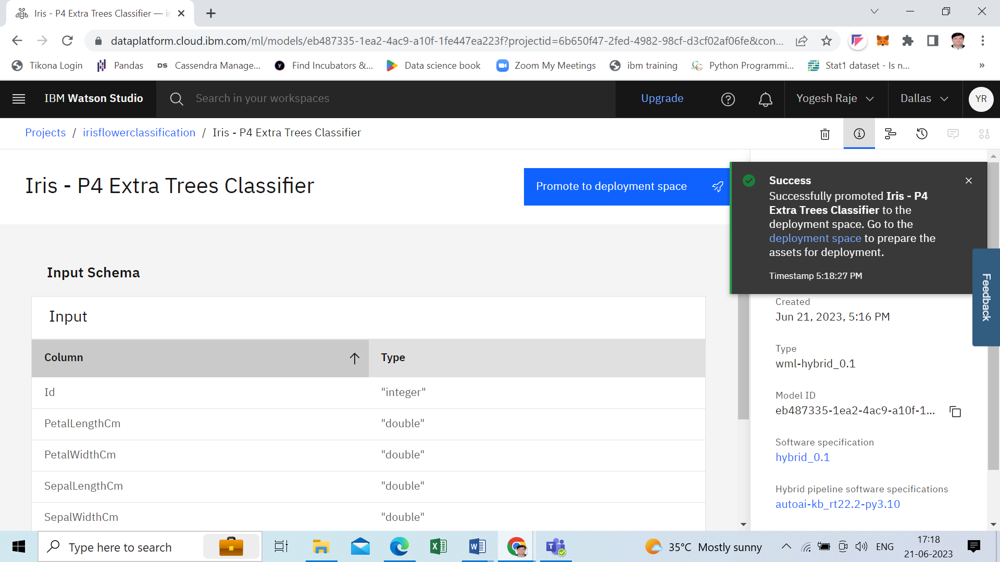 Iris - P4 Extra Trees Classifier — ir
dataplatform.cloud.ibm.com/ml/models/eb487335-1ea2-4ac9-a10f-1fe447ea223f?projectid=6b650f47-2fed-4982-98cf-d3cf02af06fe&con...
Tikona Login
Pandas
DS Cassendra Manage...
Find Incubators &...
Data science book
Zoom My Meetings
ibm training
Python Programmi...
Stat1 dataset - Is n...
»
IBM Watson Studio
Search in your workspaces
Upgrade
Yogesh Raje
Dallas
YR
Projects / irisflowerclassification / Iris - P4 Extra Trees Classifier
Iris - P4 Extra Trees Classifier
Promote to deployment space
Success
Successfully promoted Iris - P4
Extra Trees Classifier to the
deployment space. Go to the
deployment space to prepare the
assets for deployment.
Timestamp 5:18:27 PM
Feedback
Input Schema
Input
Column Type
Id "integer"
PetalLengthCm "double"
PetalWidthCm "double"
SepalLengthCm "double"
SepalWidthCm "double"
Created
Jun 21, 2023, 5:16 PM
Type
wml-hybrid_0.1
Model ID
eb487335-1ea2-4ac9-a10f-1...
Software specification
hybrid_0.1
Hybrid pipeline software specifications
autoai-kb_rt22.2-py3.10
Type here to search
35°C Mostly sunny
ENG
17:18
21-06-2023